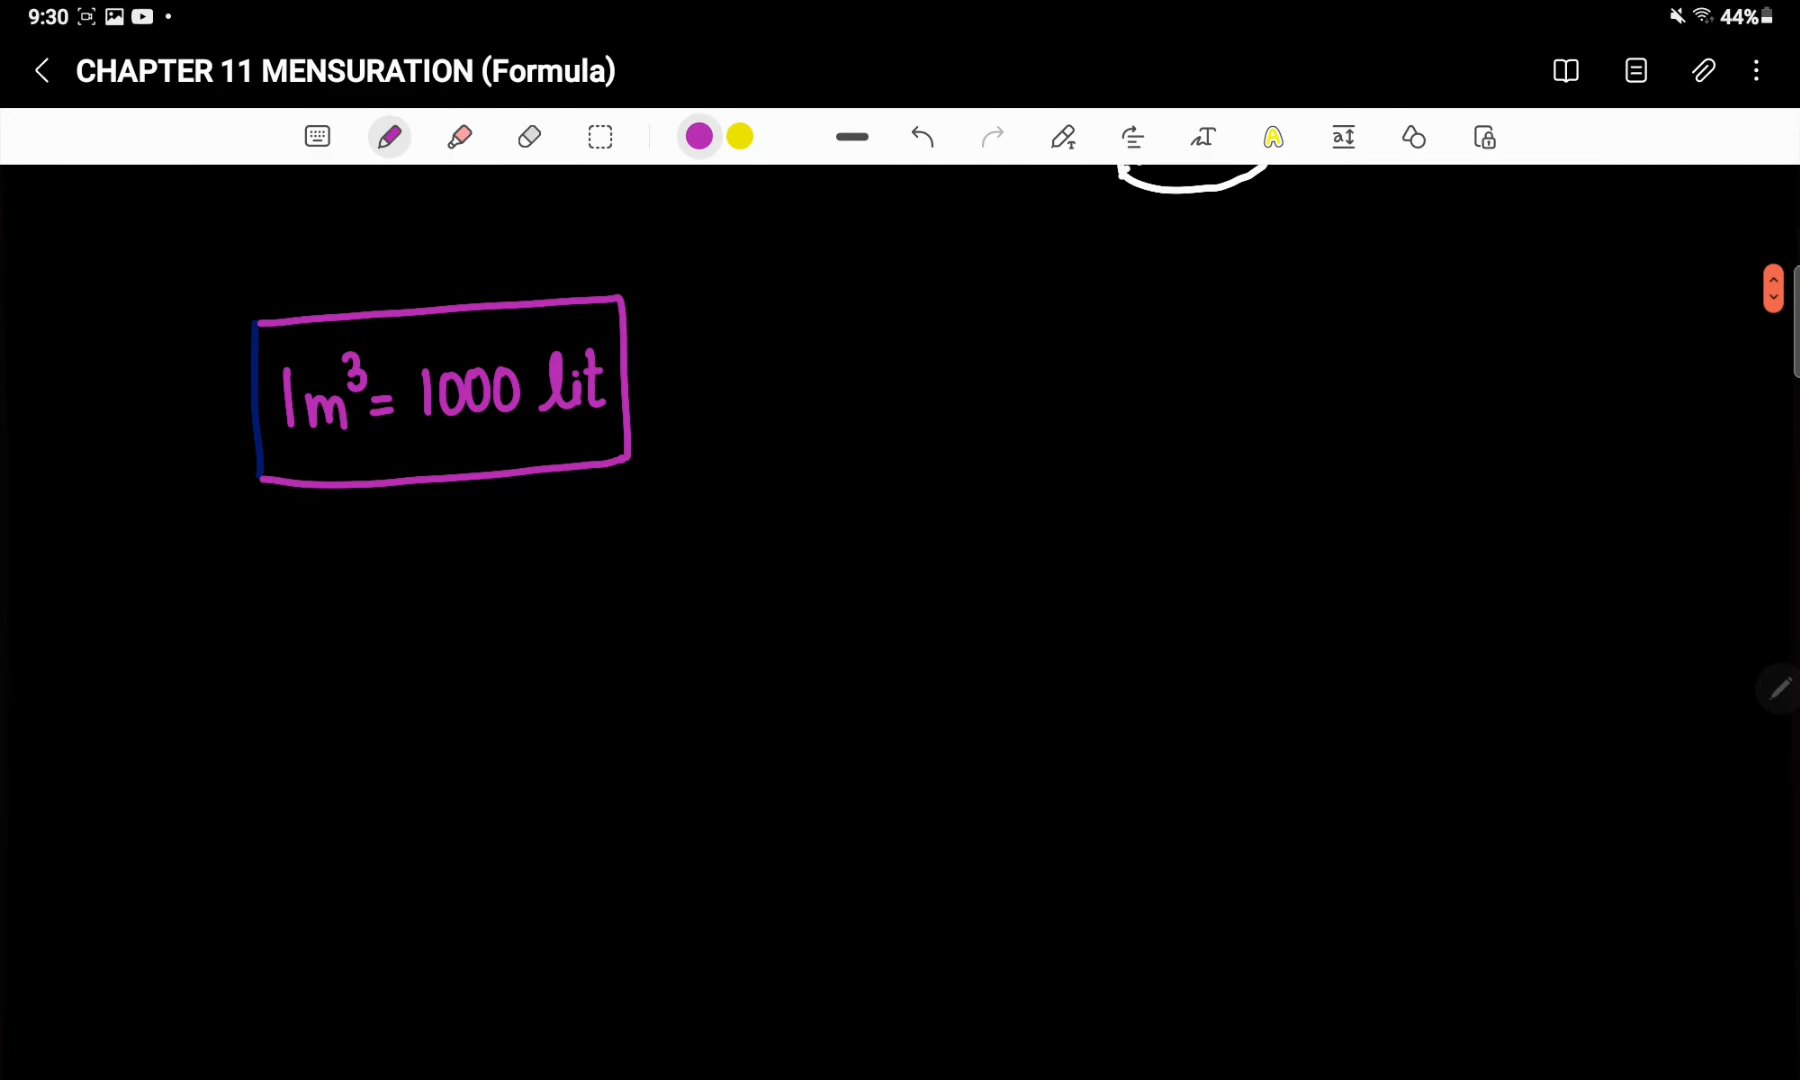 9:30
44%
CHAPTER 11 MENSURATION (Formula)
1m³ = 1000 lit